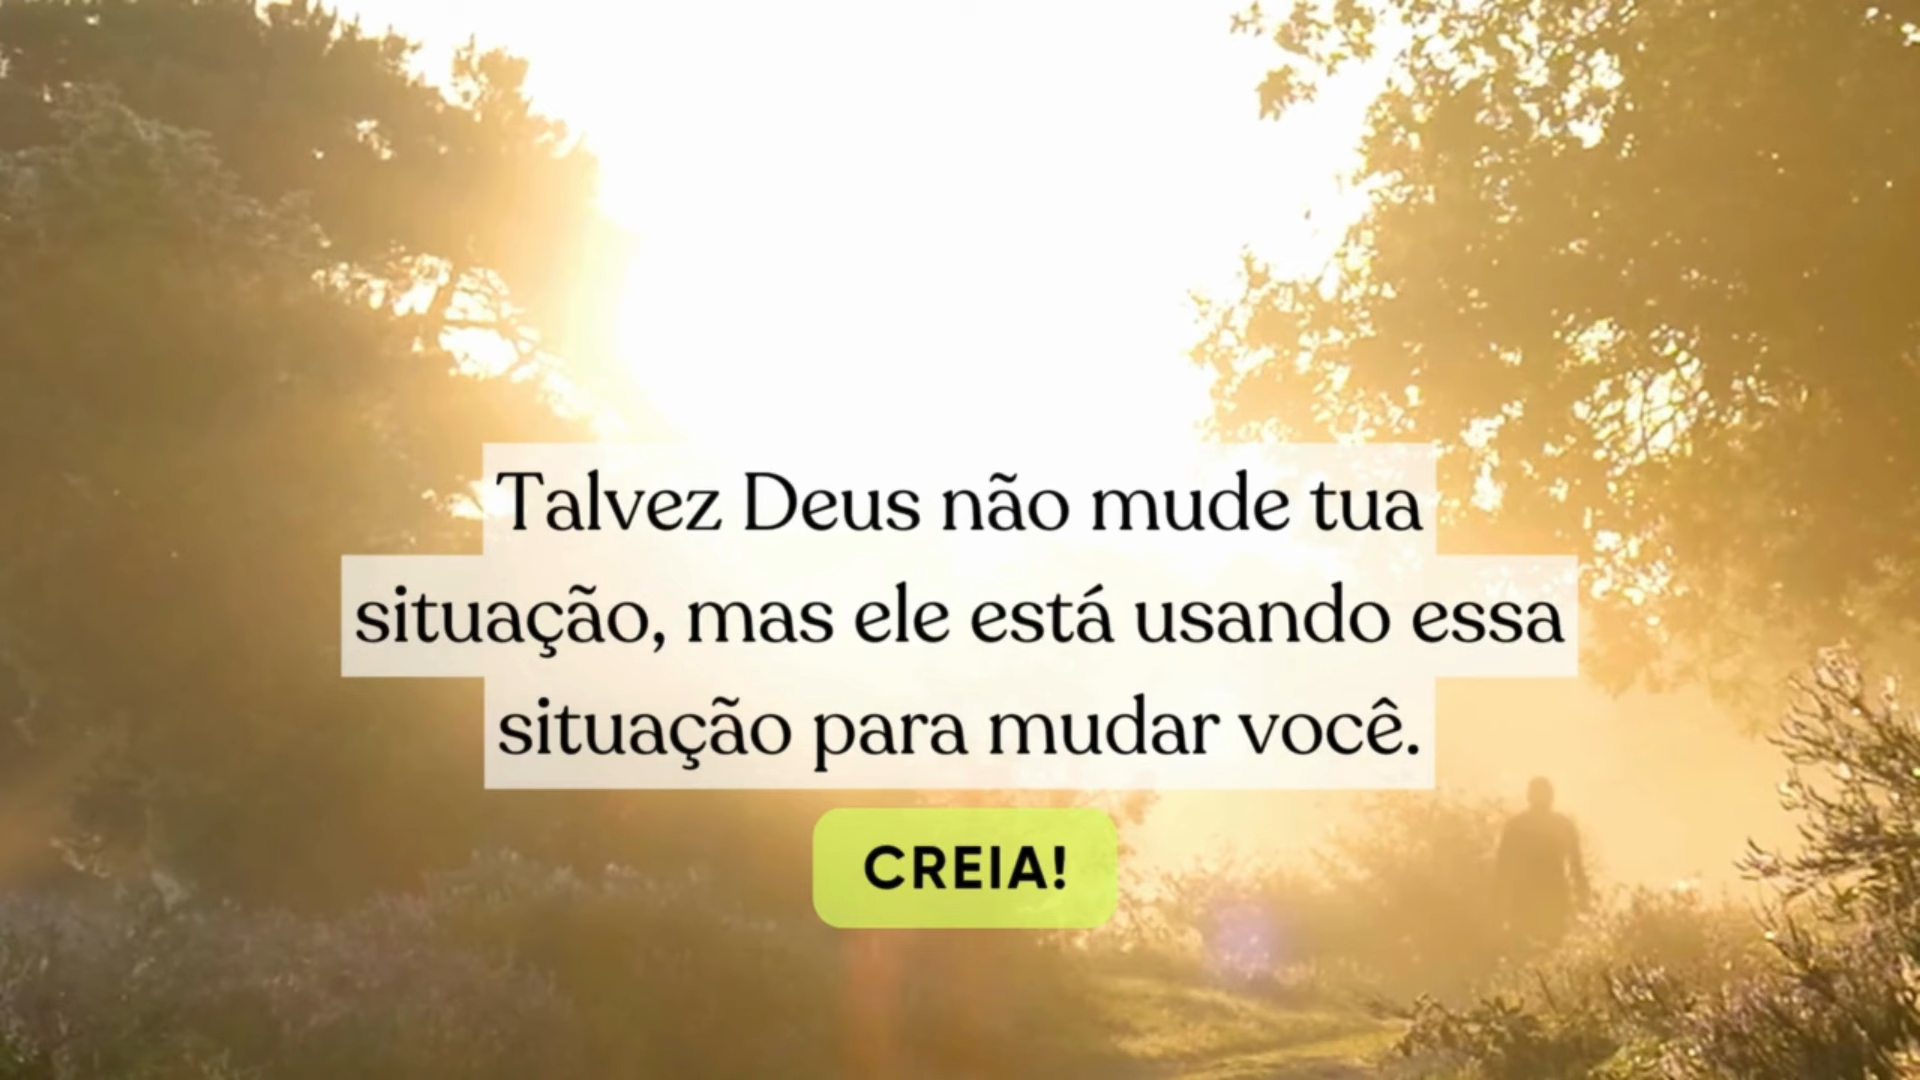 Talvez Deus não mude tua
situação, mas ele está usando essa
situação para mudar você.
CREIA!